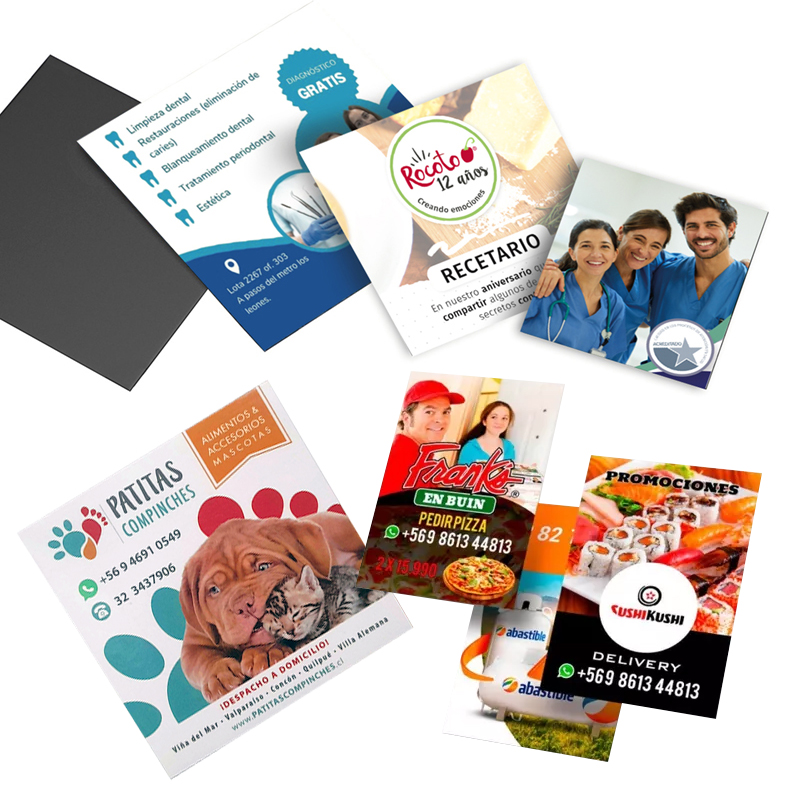 DIAGNÓSTICO
GRATIS
Limpieza dental
Restauraciones (eliminación de
caries)
Blanqueamiento dental
Tratamiento periodontal
Estética
Lota 2267 of. 303
A pasos del metro los
leones.
Rocoto
12 años
Creando emociones
RECETARIO
En nuestro aniversario
compartir algunos de
secretos
ACREDITADO
ALIMENTOS &
ACCESORIOS
MASCOTAS
PATITAS
COMPINCHES
+56 9 4691 0549
32 3437906
¡DESPACHO A DOMICILIO!
Viña del Mar · Valparaíso · Concón · Quilpué · Villa Alemana
www.PATITASCOMPINCHES.cl
Frank's
EN BUIN
PEDIR PIZZA
+569 8613 44813
2 X 15.990
82
abastible
abastible
PROMOCIONES
CUSHIKUSHI
DELIVERY
+569 8613 44813